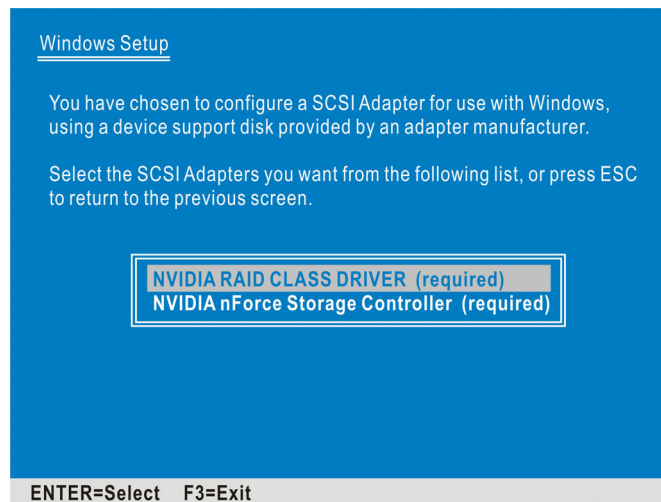 Windows Setup
You have chosen to configure a SCSI Adapter for use with Windows,
using a device support disk provided by an adapter manufacturer.
Select the SCSI Adapters you want from the following list, or press ESC
to return to the previous screen.
NVIDIA RAID CLASS DRIVER (required)
NVIDIA nForce Storage Controller (required)
ENTER=Select F3=Exit